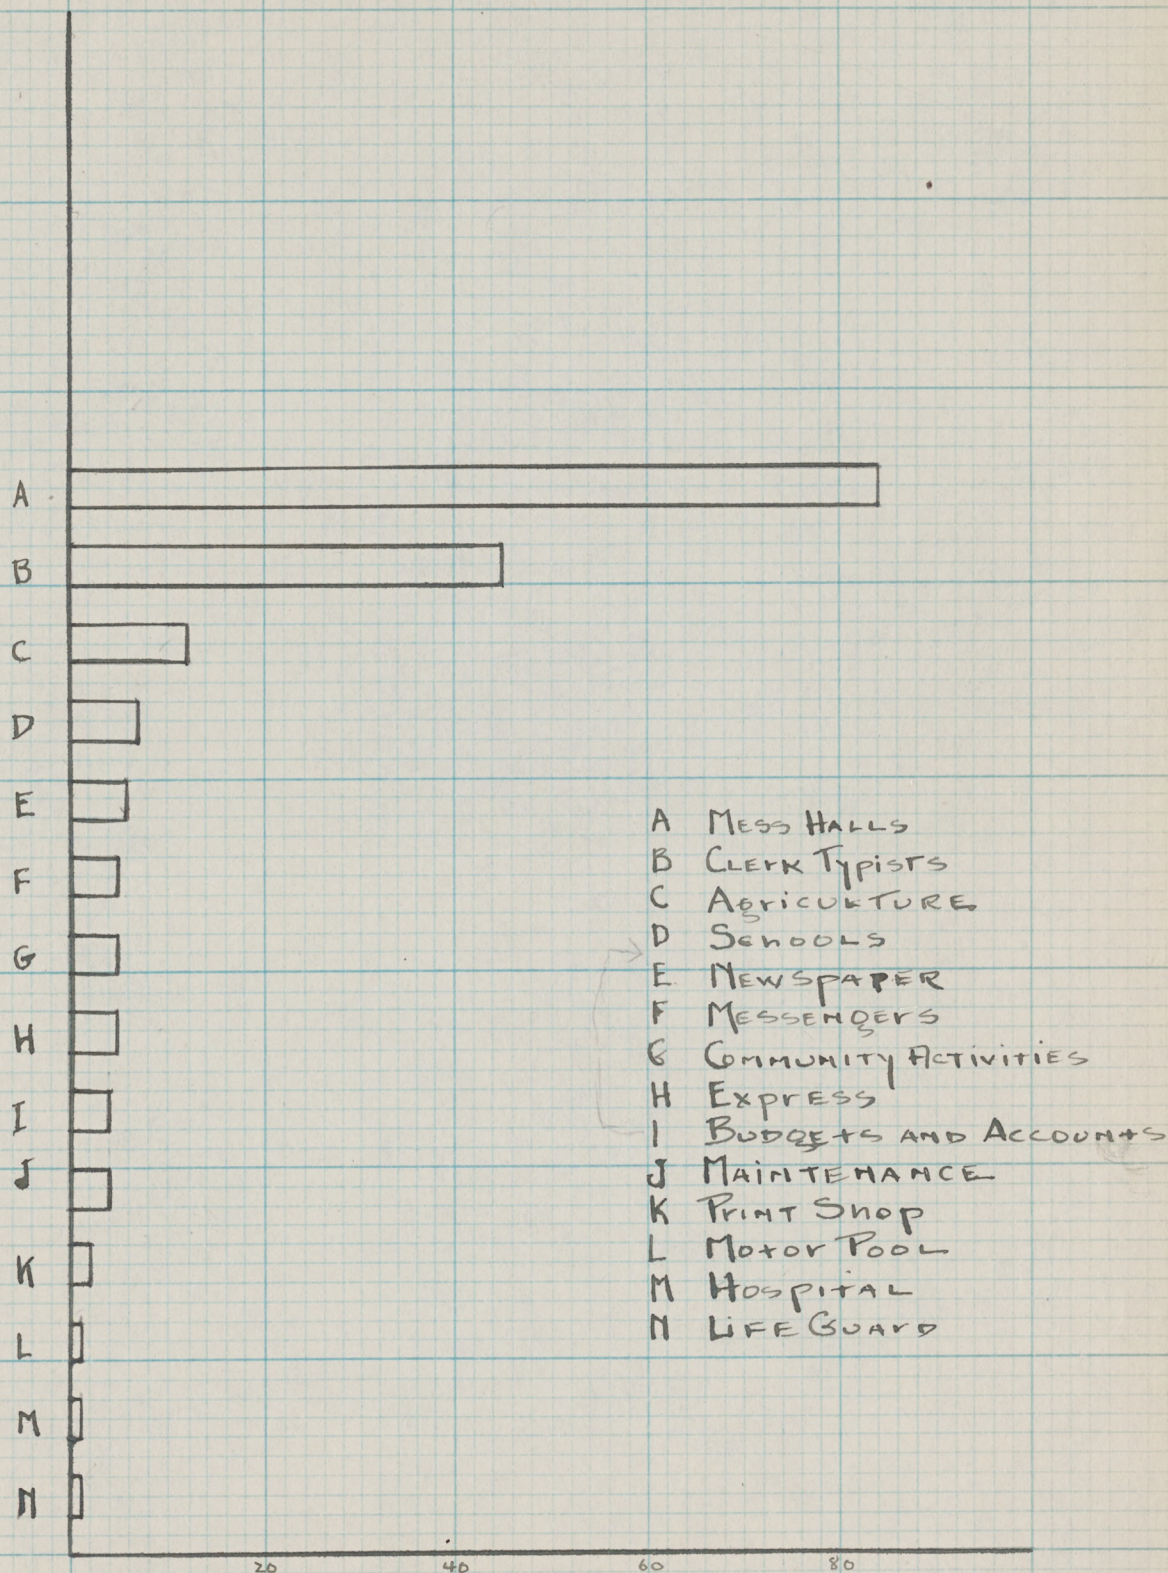 A
B
C
D
E
F
G
H
I
J
K
L
M
N
A Mess Halls
B Clerk Typists
C Agriculture
D Schools
E Newspaper
F Messengers
G Community Activities
H Express
I Budgets and Accounts
J Maintenance
K Print Shop
L Motor Pool
M Hospital
N Life Guard
20 40 60 80